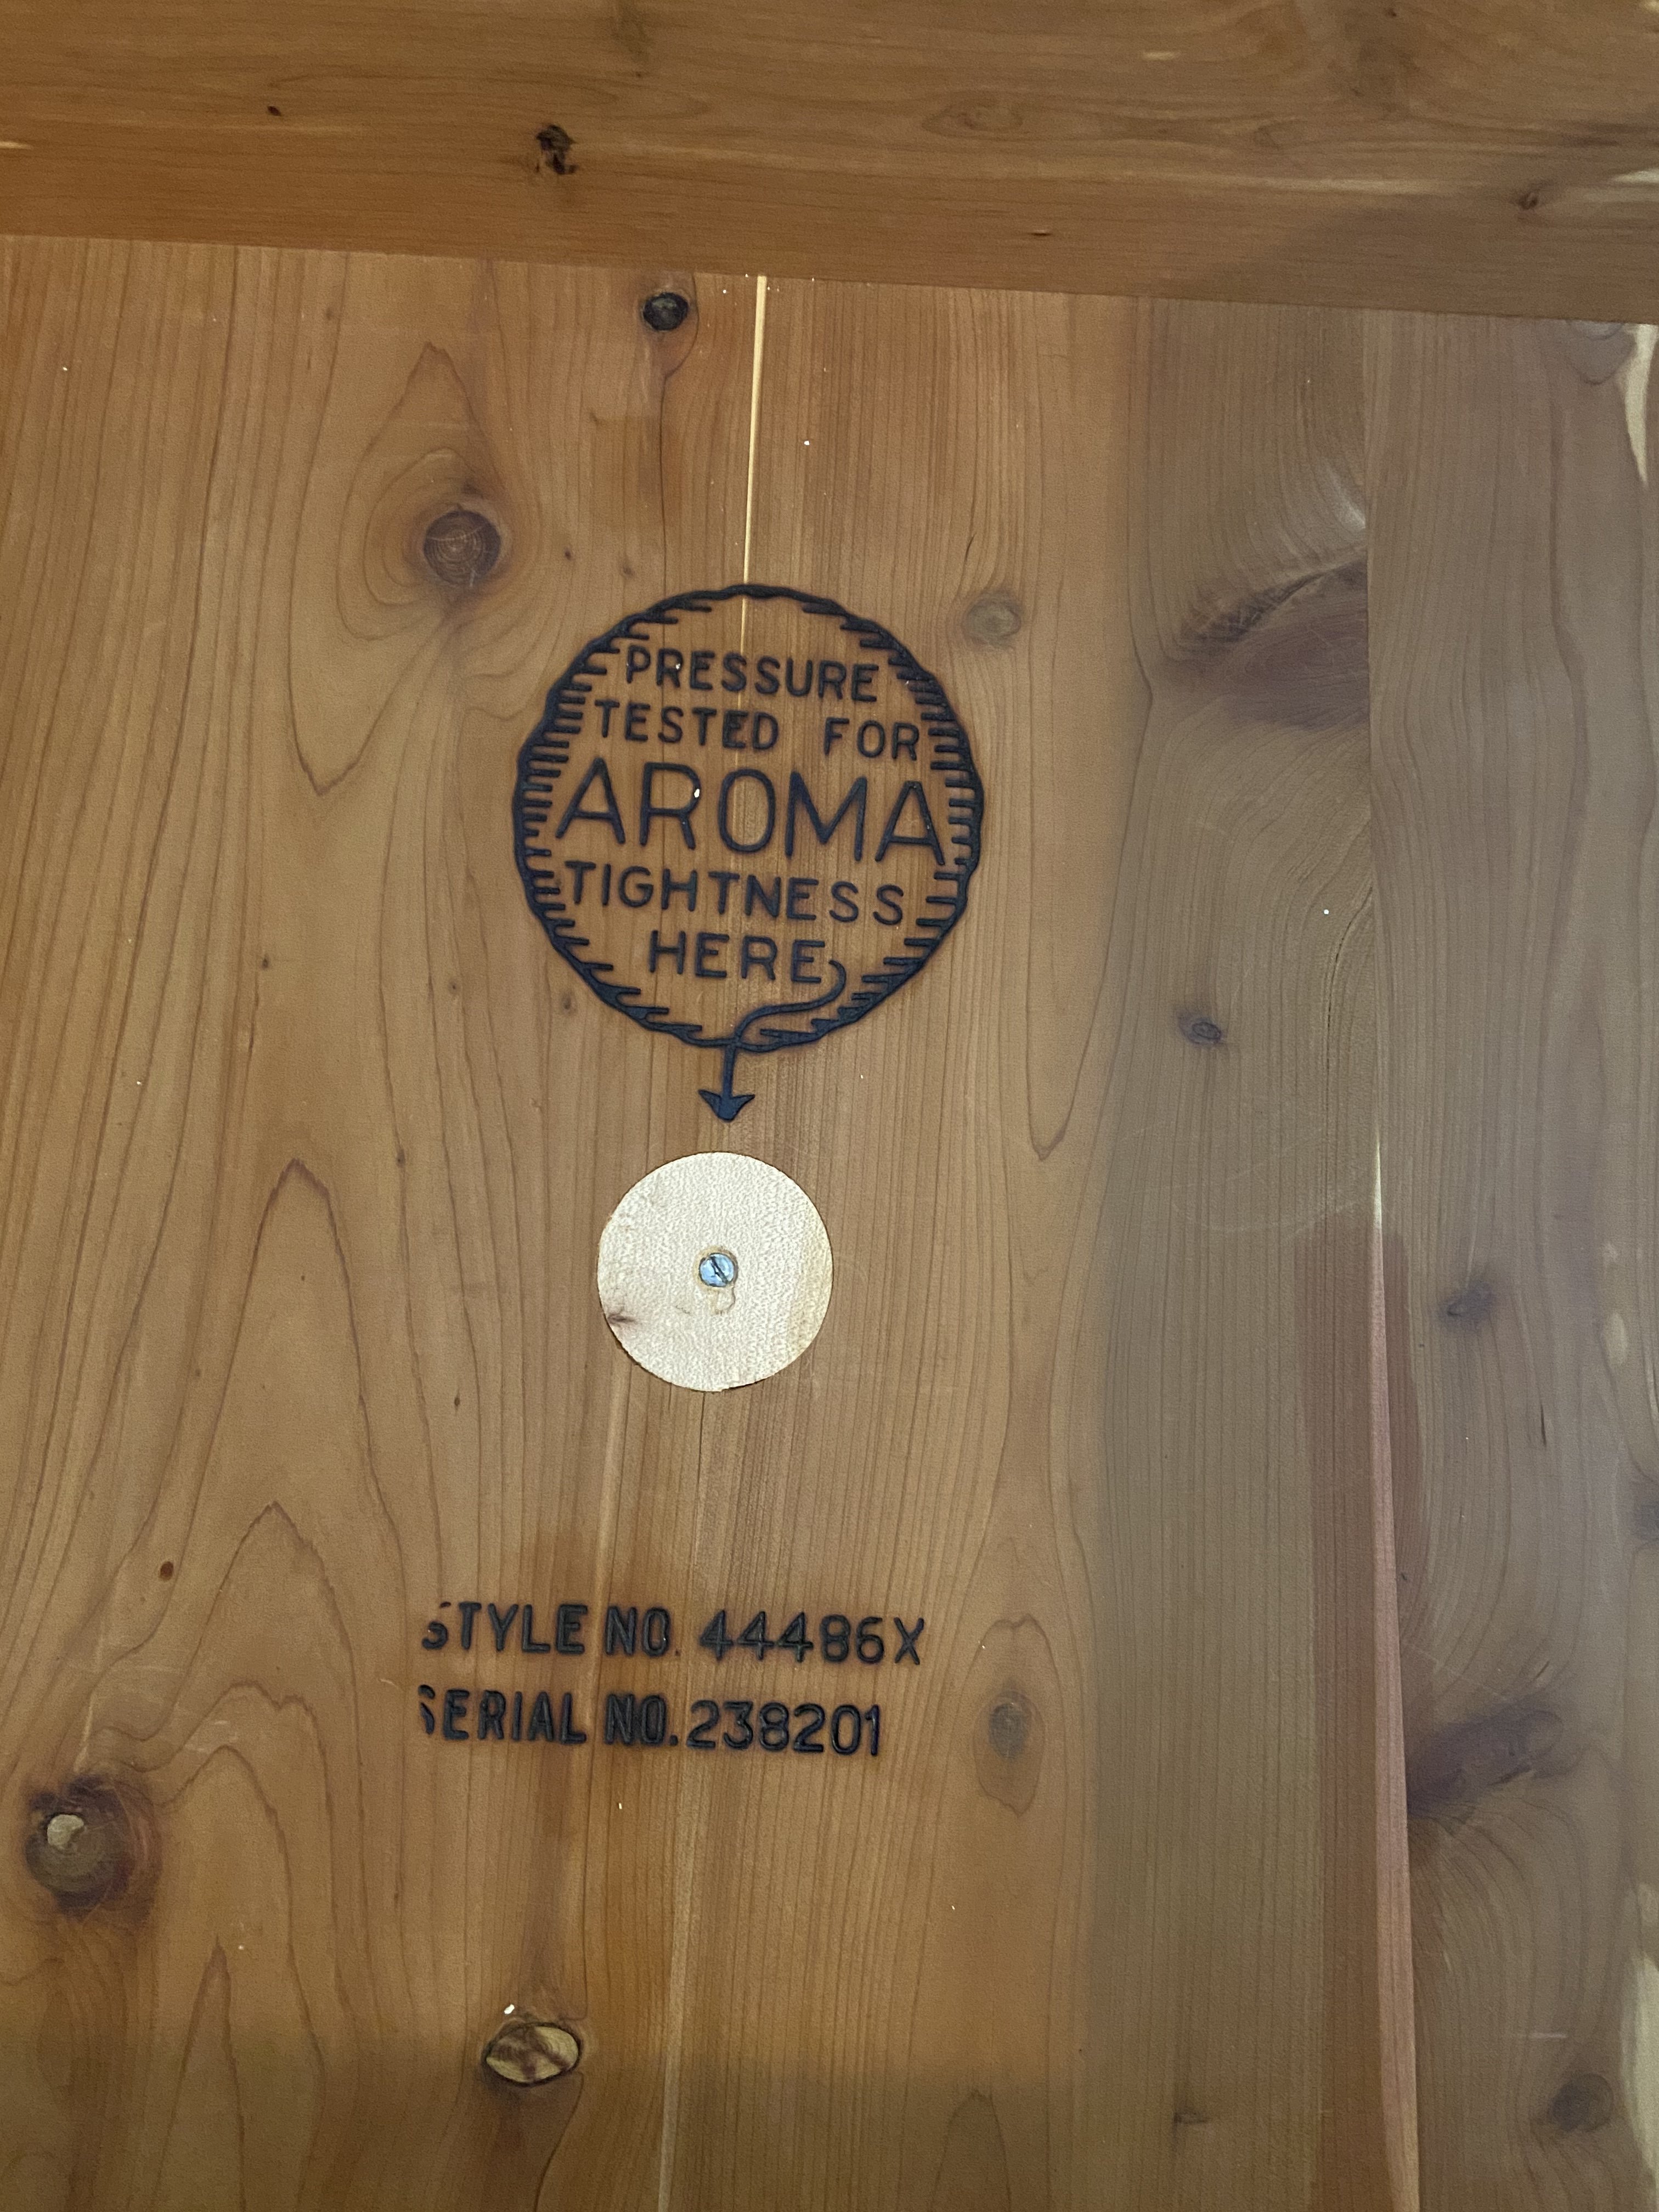 PRESSURE
TESTED FOR
AROMA
TIGHTNESS
HERE
STYLE NO. 44486X
SERIAL NO. 238201